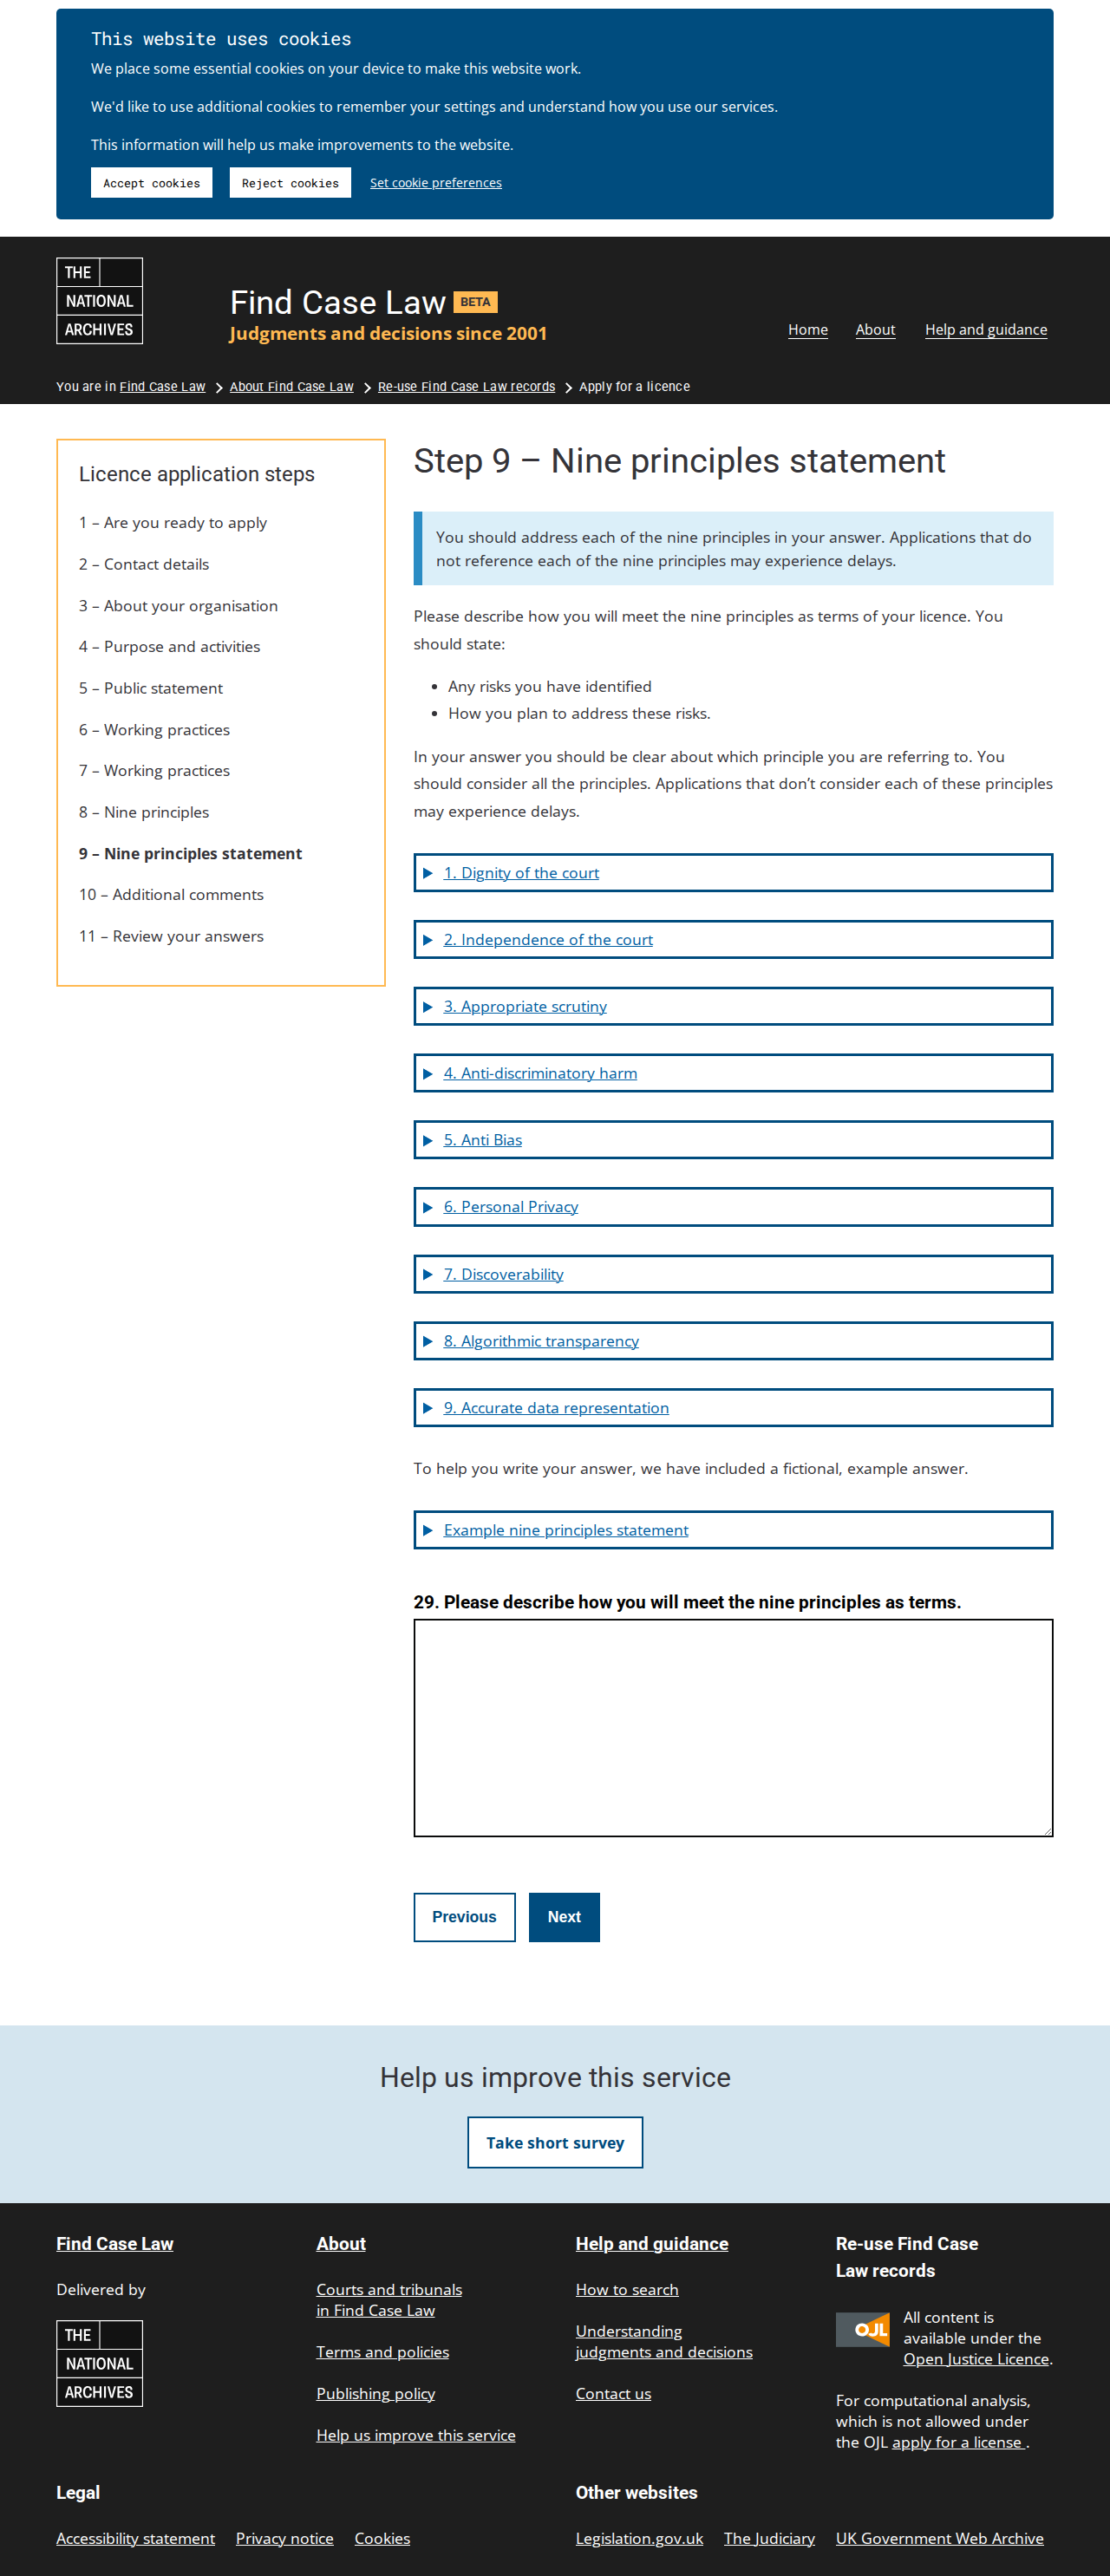 This website uses cookies
We place some essential cookies on your device to make this website work.
We'd like to use additional cookies to remember your settings and understand how you use our services.
This information will help us make improvements to the website.
Accept cookies
Reject cookies
Set cookie preferences
THE
NATIONAL
ARCHIVES
Find Case Law BETA
Judgments and decisions since 2001
Home
About
Help and guidance
You are in Find Case Law > About Find Case Law > Re-use Find Case Law records > Apply for a licence
Licence application steps
1 – Are you ready to apply
2 – Contact details
3 – About your organisation
4 – Purpose and activities
5 – Public statement
6 – Working practices
7 – Working practices
8 – Nine principles
9 – Nine principles statement
10 – Additional comments
11 – Review your answers
Step 9 – Nine principles statement
You should address each of the nine principles in your answer. Applications that do
not reference each of the nine principles may experience delays.
Please describe how you will meet the nine principles as terms of your licence. You
should state:
• Any risks you have identified
• How you plan to address these risks.
In your answer you should be clear about which principle you are referring to. You
should consider all the principles. Applications that don’t consider each of these principles
may experience delays.
1. Dignity of the court
2. Independence of the court
3. Appropriate scrutiny
4. Anti-discriminatory harm
5. Anti Bias
6. Personal Privacy
7. Discoverability
8. Algorithmic transparency
9. Accurate data representation
To help you write your answer, we have included a fictional, example answer.
Example nine principles statement
29. Please describe how you will meet the nine principles as terms.
Previous
Next
Help us improve this service
Take short survey
Find Case Law
Delivered by
THE
NATIONAL
ARCHIVES
About
Courts and tribunals
in Find Case Law
Terms and policies
Publishing policy
Help us improve this service
Help and guidance
How to search
Understanding
judgments and decisions
Contact us
Re-use Find Case
Law records
OJL
All content is
available under the
Open Justice Licence.
For computational analysis,
which is not allowed under
the OJL apply for a license .
Legal
Accessibility statement
Privacy notice
Cookies
Other websites
Legislation.gov.uk
The Judiciary
UK Government Web Archive